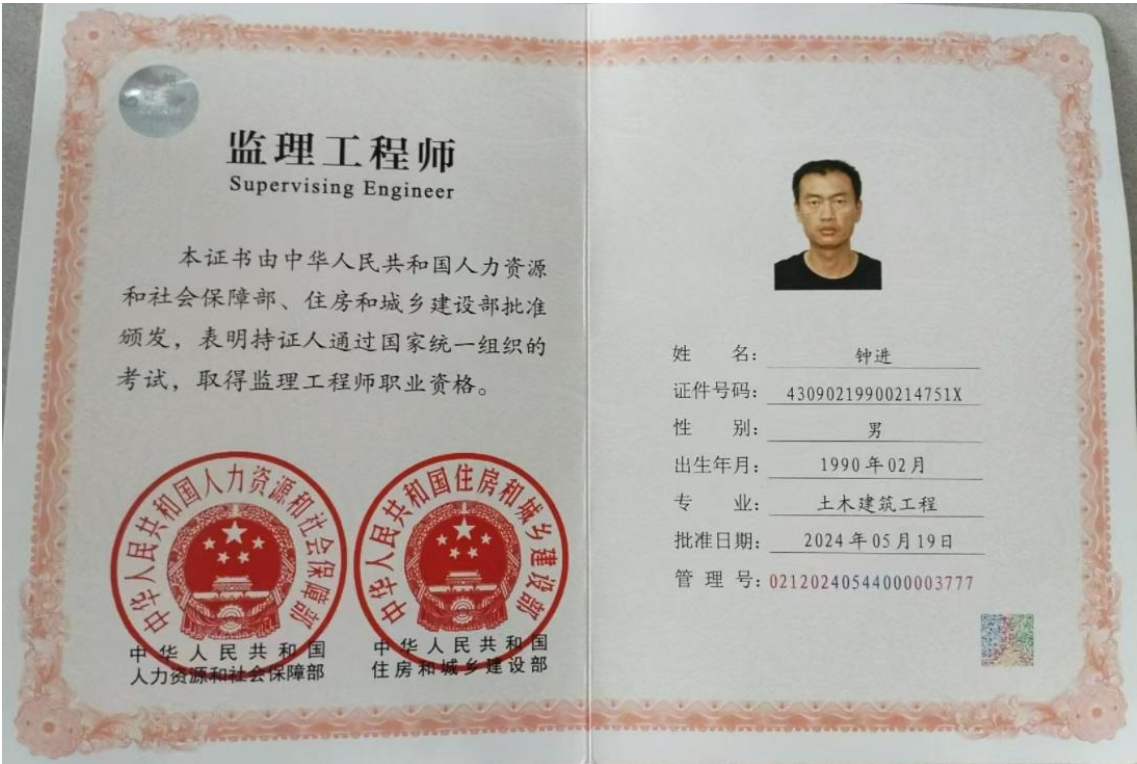 监理工程师
Supervising Engineer
本证书由中华人民共和国人力资源
和社会保障部、住房和城乡建设部批准
颁发，表明持证人通过国家统一组织的
考试，取得监理工程师职业资格。
中华人民共和国人力资源和社会保障部
中华人民共和国住房和城乡建设部
中华人民共和国
人力资源和社会保障部
中华人民共和国
住房和城乡建设部
姓 名： 钟进
证件号码： 43090219900214751X
性 别： 男
出生年月： 1990年02月
专 业： 土木建筑工程
批准日期： 2024年05月19日
管 理 号：02120240544000003777